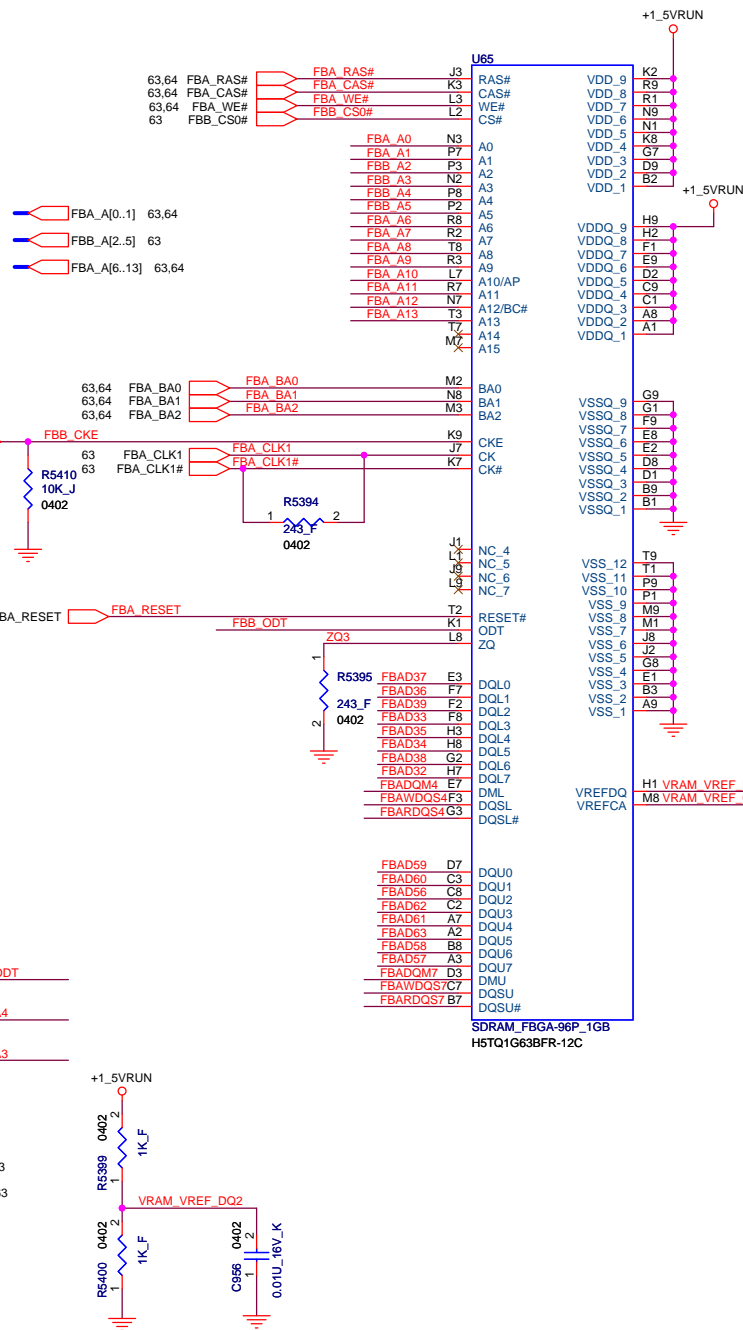 +1_5VRUN
U65
63,64 FBA_RAS# FBA_RAS# J3 RAS# VDD_9 K2
63,64 FBA_CAS# FBA_CAS# K3 CAS# VDD_8 R9
63,64 FBA_WE# FBA_WE# L3 WE# VDD_7 R1
63 FBB_CS0# FBB_CS0# L2 CS# VDD_6 N9
VDD_5 N1
FBA_A0 N3 A0 VDD_4 K8
FBA_A1 P7 A1 VDD_3 G7
FBB_A2 P3 A2 VDD_2 D9
FBB_A3 N2 A3 VDD_1 B2
+1_5VRUN
FBB_A4 P8 A4
FBA_A[0..1] 63,64 FBB_A5 P2 A5
FBA_A6 R8 A6 VDDQ_9 H9
FBB_A[2..5] 63 FBA_A7 R2 A7 VDDQ_8 H2
FBA_A8 T8 A8 VDDQ_7 F1
FBA_A[6..13] 63,64 FBA_A9 R3 A9 VDDQ_6 E9
FBA_A10 L7 A10/AP VDDQ_5 D2
FBA_A11 R7 A11 VDDQ_4 C9
FBA_A12 N7 A12/BC# VDDQ_3 C1
FBA_A13 T3 A13 VDDQ_2 A8
T7 A14 VDDQ_1 A1
M7 A15
63,64 FBA_BA0 FBA_BA0 M2 BA0
63,64 FBA_BA1 FBA_BA1 N8 BA1 VSSQ_9 G9
63,64 FBA_BA2 FBA_BA2 M3 BA2 VSSQ_8 G1
VSSQ_7 F9
FBB_CKE K9 CKE VSSQ_6 E8
63 FBA_CLK1 FBA_CLK1 J7 CK VSSQ_5 E2
63 FBA_CLK1# FBA_CLK1# K7 CK# VSSQ_4 D8
R5410 VSSQ_3 D1
10K_J VSSQ_2 B9
0402 R5394 VSSQ_1 B1
1 2
243_F
0402
J1 NC_4
L1 NC_5 VSS_12 T9
J9 NC_6 VSS_11 T1
L9 NC_7 VSS_10 P9
VSS_9 P1
BA_RESET FBA_RESET T2 RESET# VSS_8 M9
FBB_ODT K1 ODT VSS_7 M1
ZQ3 L8 ZQ VSS_6 J8
VSS_5 J2
1 VSS_4 G8
R5395 FBAD37 E3 DQL0 VSS_3 E1
FBAD36 F7 DQL1 VSS_2 B3
243_F FBAD39 F2 DQL2 VSS_1 A9
2 0402 FBAD33 F8 DQL3
FBAD35 H3 DQL4
FBAD34 H8 DQL5
FBAD38 G2 DQL6
FBAD32 H7 DQL7
FBADQM4 E7 DML VREFDQ H1 VRAM_VREF_
FBAWDQS4 F3 DQSL VREFCA M8 VRAM_VREF_
FBARDQS4 G3 DQSL#
FBAD59 D7 DQU0
FBAD60 C3 DQU1
FBAD56 C8 DQU2
FBAD62 C2 DQU3
FBAD61 A7 DQU4
FBAD63 A2 DQU5
FBAD58 B8 DQU6
FBAD57 A3 DQU7
ODT FBADQM7 D3 DMU
FBAWDQS7 C7 DQSU
FBARDQS7 B7 DQSU#
A4
SDRAM_FBGA-96P_1GB
H5TQ1G63BFR-12C
A3
+1_5VRUN
R5399 0402 1K_F 1 2
3
63
VRAM_VREF_DQ2
R5400 0402 1K_F 1 2
C956 0402 0.01U_16V_K 1 2